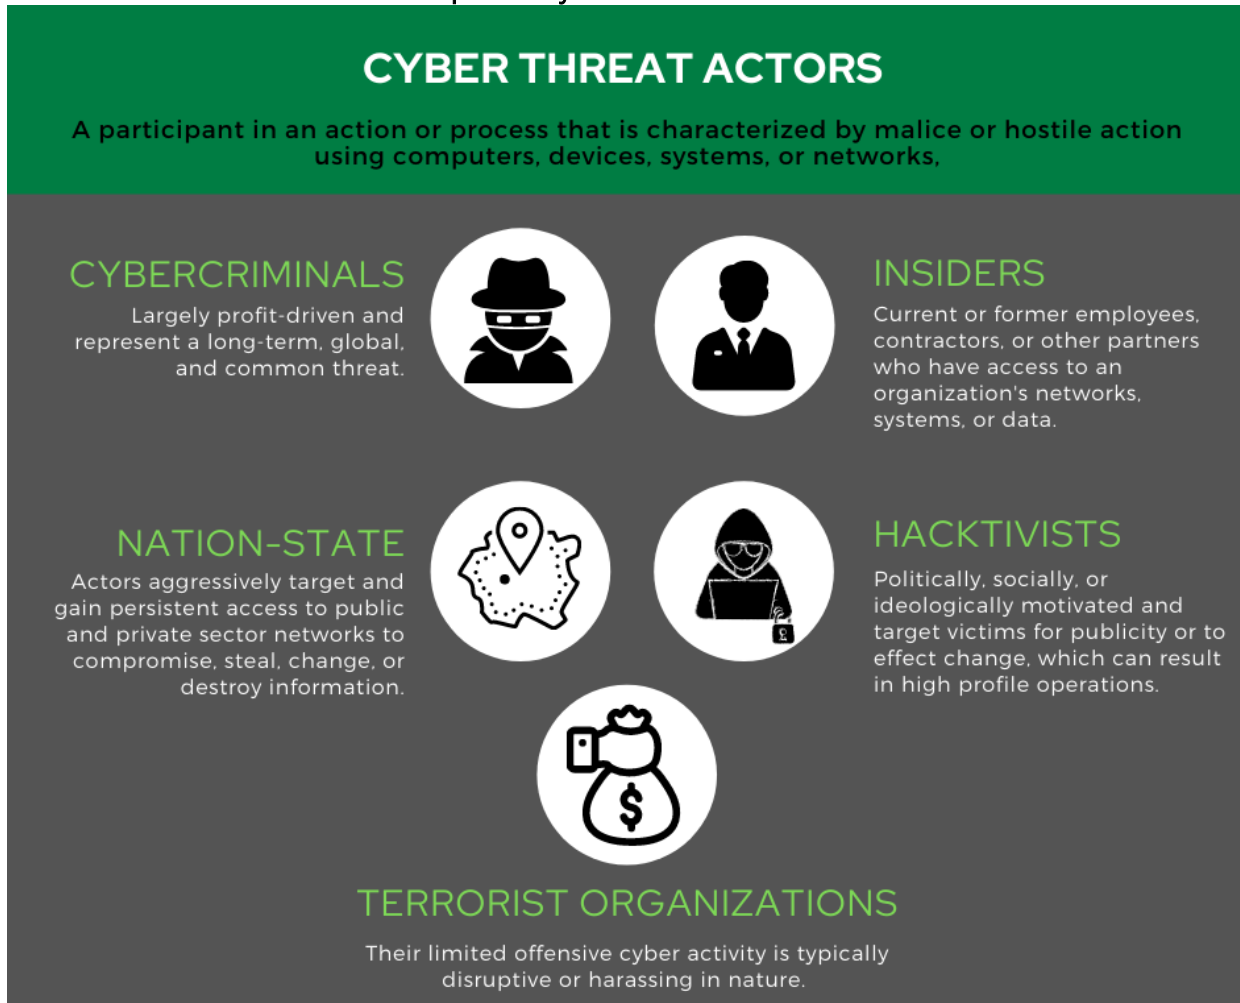 CYBER THREAT ACTORS
A participant in an action or process that is characterized by malice or hostile action
using computers, devices, systems, or networks,
CYBERCRIMINALS
Largely profit-driven and
represent a long-term, global,
and common threat.
INSIDERS
Current or former employees,
contractors, or other partners
who have access to an
organization's networks,
systems, or data.
NATION-STATE
Actors aggressively target and
gain persistent access to public
and private sector networks to
compromise, steal, change, or
destroy information.
HACKTIVISTS
Politically, socially, or
ideologically motivated and
target victims for publicity or to
effect change, which can result
in high profile operations.
$
TERRORIST ORGANIZATIONS
Their limited offensive cyber activity is typically
disruptive or harassing in nature.